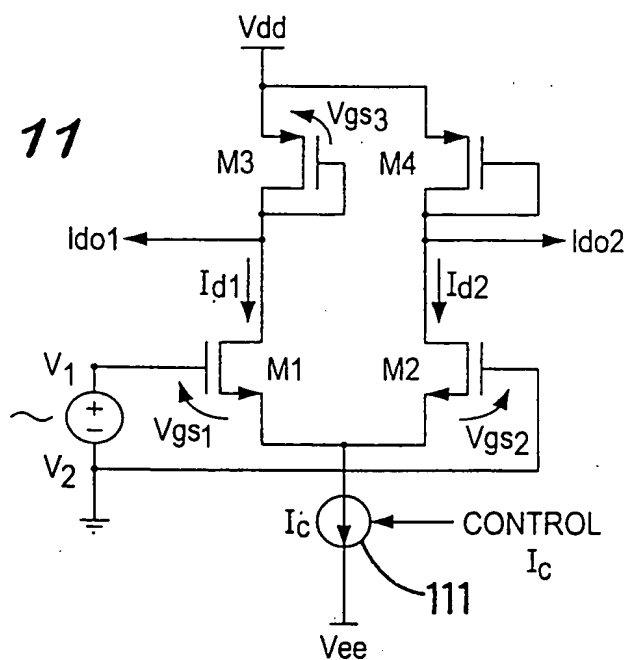 Vdd
11
Vgs3
M3
M4
Ido1
Ido2
Id1
Id2
V1
M1
M2
Vgs1
Vgs2
+
−
V2
Ic
CONTROL
Ic
111
Vee